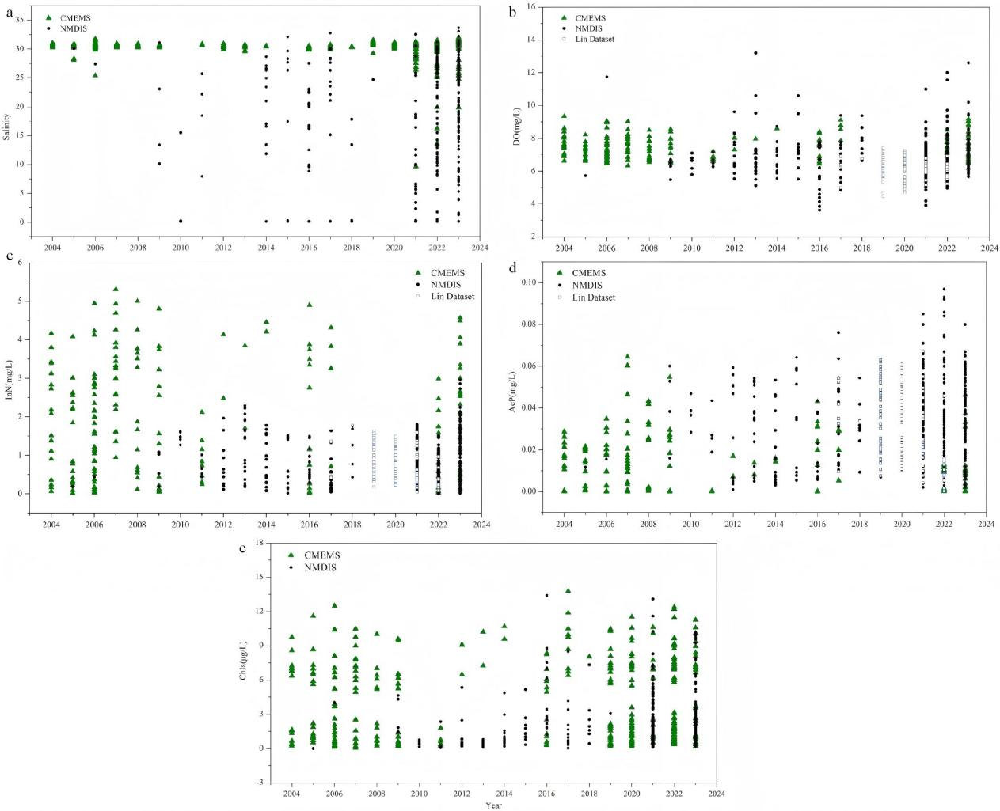 a
CMEMS
NMDIS
35
30
25
20
15
10
5
0
Salinity
2004 2006 2008 2010 2012 2014 2016 2018 2020 2022 2024
b
CMEMS
NMDIS
Lin Dataset
16
14
12
10
8
6
4
2
DO(mg/L)
2004 2006 2008 2010 2012 2014 2016 2018 2020 2022 2024
c
CMEMS
NMDIS
Lin Dataset
6
5
4
3
2
1
0
InN(mg/L)
2004 2006 2008 2010 2012 2014 2016 2018 2020 2022 2024
d
CMEMS
NMDIS
Lin Dataset
0.10
0.08
0.06
0.04
0.02
0.00
AcP(mg/L)
2004 2006 2008 2010 2012 2014 2016 2018 2020 2022 2024
e
CMEMS
NMDIS
18
15
12
9
6
3
0
-3
Chla(μg/L)
2004 2006 2008 2010 2012 2014 2016 2018 2020 2022 2024
Year